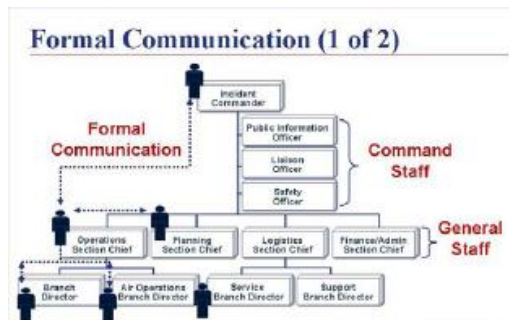 Formal Communication (1 of 2)
Incident
Commander
Formal
Communication
Public Information
Officer
Liaison
Officer
Safety
Officer
Command
Staff
Operations
Section Chief
Planning
Section Chief
Logistics
Section Chief
Finance/Admin
Section Chief
General
Staff
Branch
Director
Air Operations
Branch Director
Service
Branch Director
Support
Branch Director